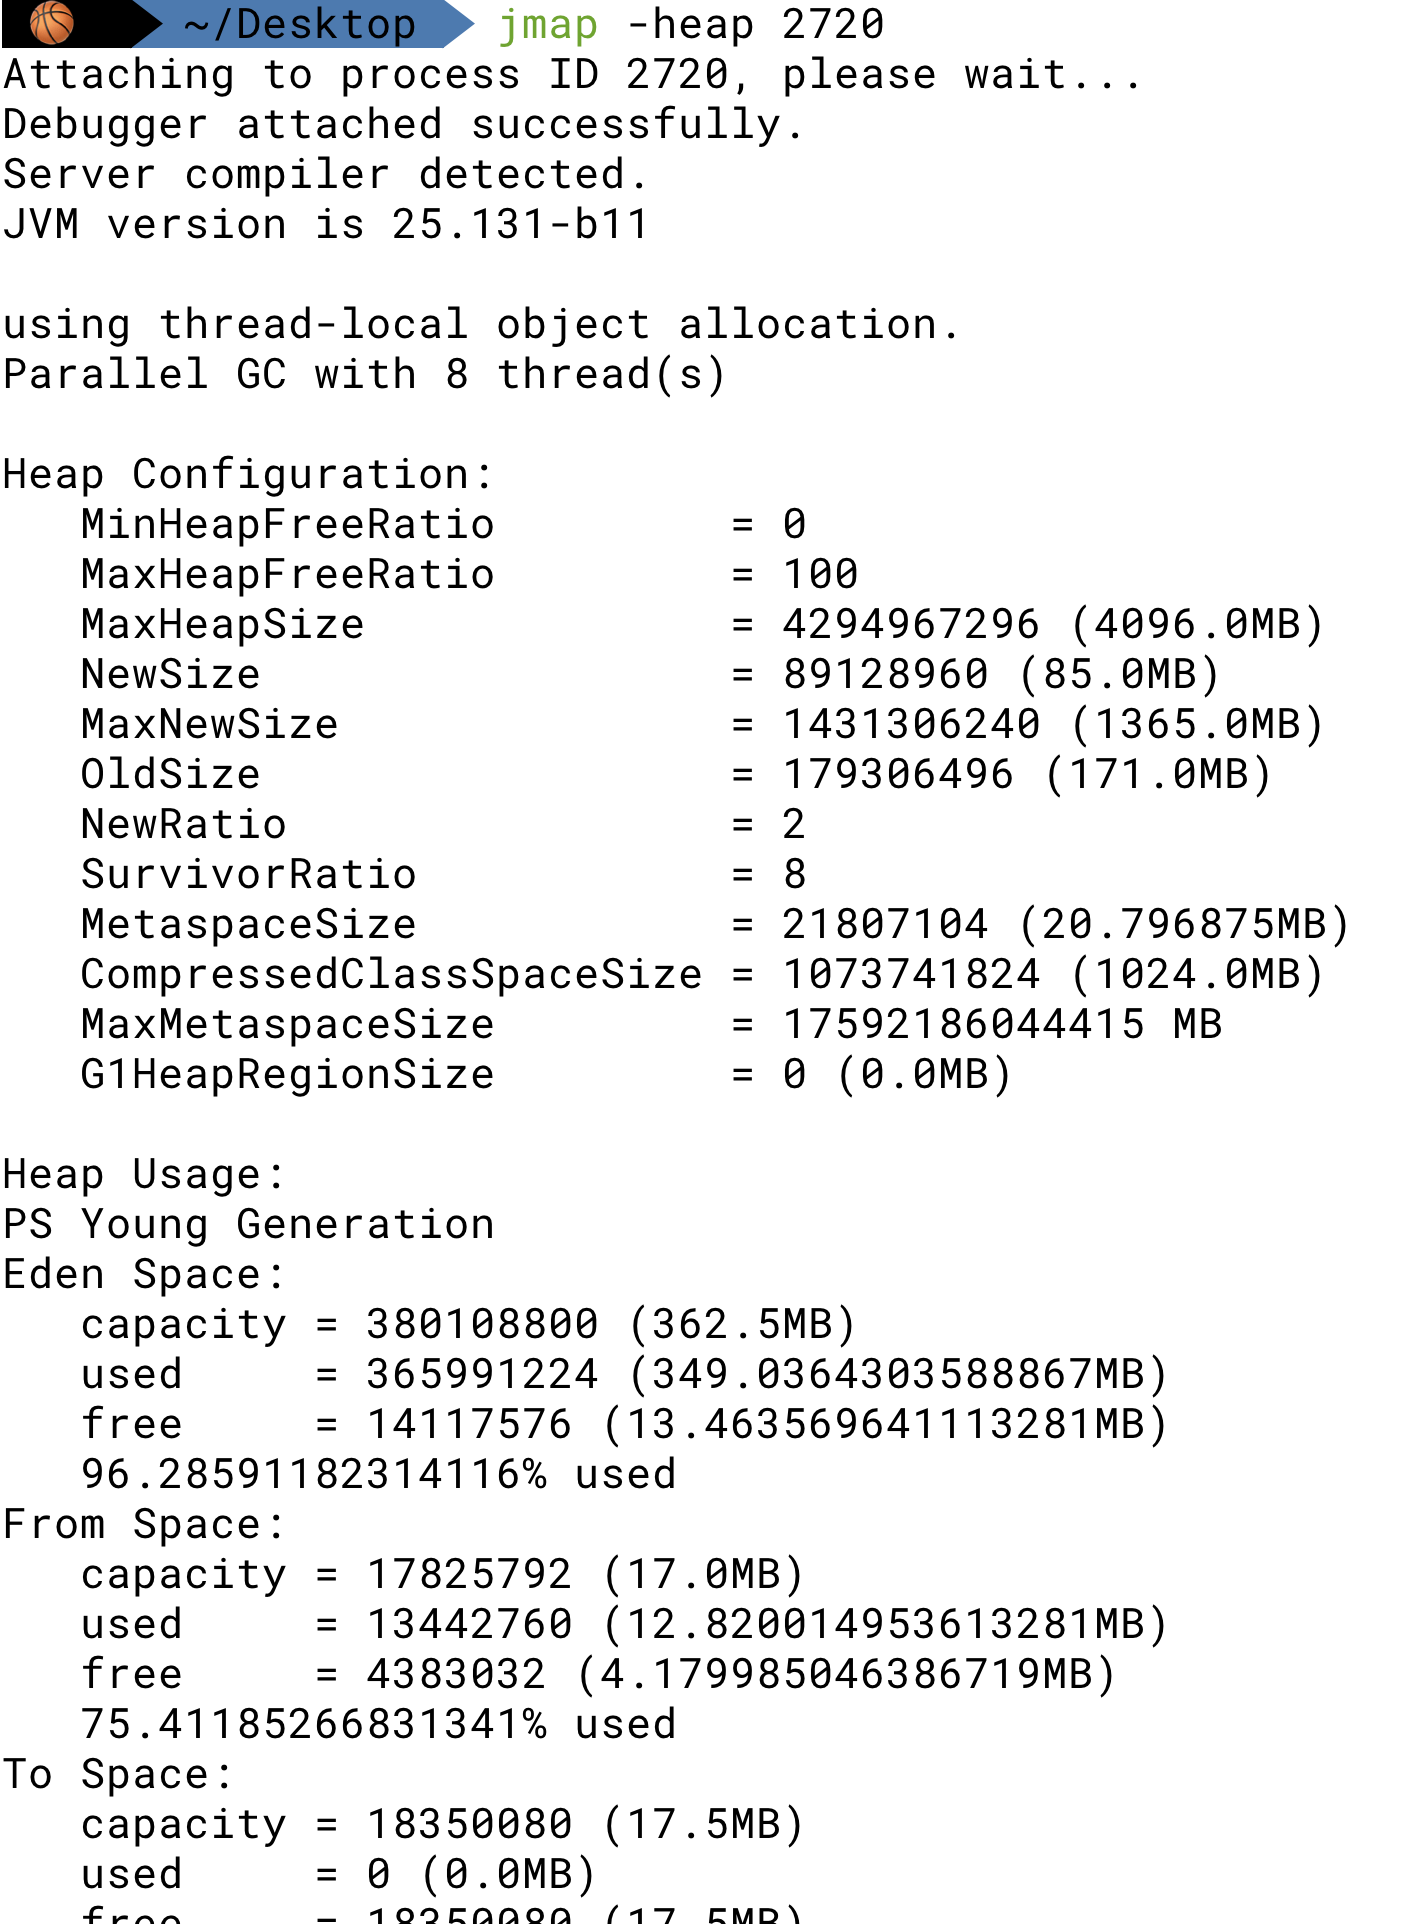 ~/Desktop jmap -heap 2720
Attaching to process ID 2720, please wait...
Debugger attached successfully.
Server compiler detected.
JVM version is 25.131-b11
using thread-local object allocation.
Parallel GC with 8 thread(s)
Heap Configuration:
MinHeapFreeRatio = 0
MaxHeapFreeRatio = 100
MaxHeapSize = 4294967296 (4096.0MB)
NewSize = 89128960 (85.0MB)
MaxNewSize = 1431306240 (1365.0MB)
OldSize = 179306496 (171.0MB)
NewRatio = 2
SurvivorRatio = 8
MetaspaceSize = 21807104 (20.796875MB)
CompressedClassSpaceSize = 1073741824 (1024.0MB)
MaxMetaspaceSize = 17592186044415 MB
G1HeapRegionSize = 0 (0.0MB)
Heap Usage:
PS Young Generation
Eden Space:
capacity = 380108800 (362.5MB)
used = 365991224 (349.0364303588867MB)
free = 14117576 (13.463569641113281MB)
96.28591182314116% used
From Space:
capacity = 17825792 (17.0MB)
used = 13442760 (12.820014953613281MB)
free = 4383032 (4.179985046386719MB)
75.41185266831341% used
To Space:
capacity = 18350080 (17.5MB)
used = 0 (0.0MB)
free = 18350080 (17.5MB)